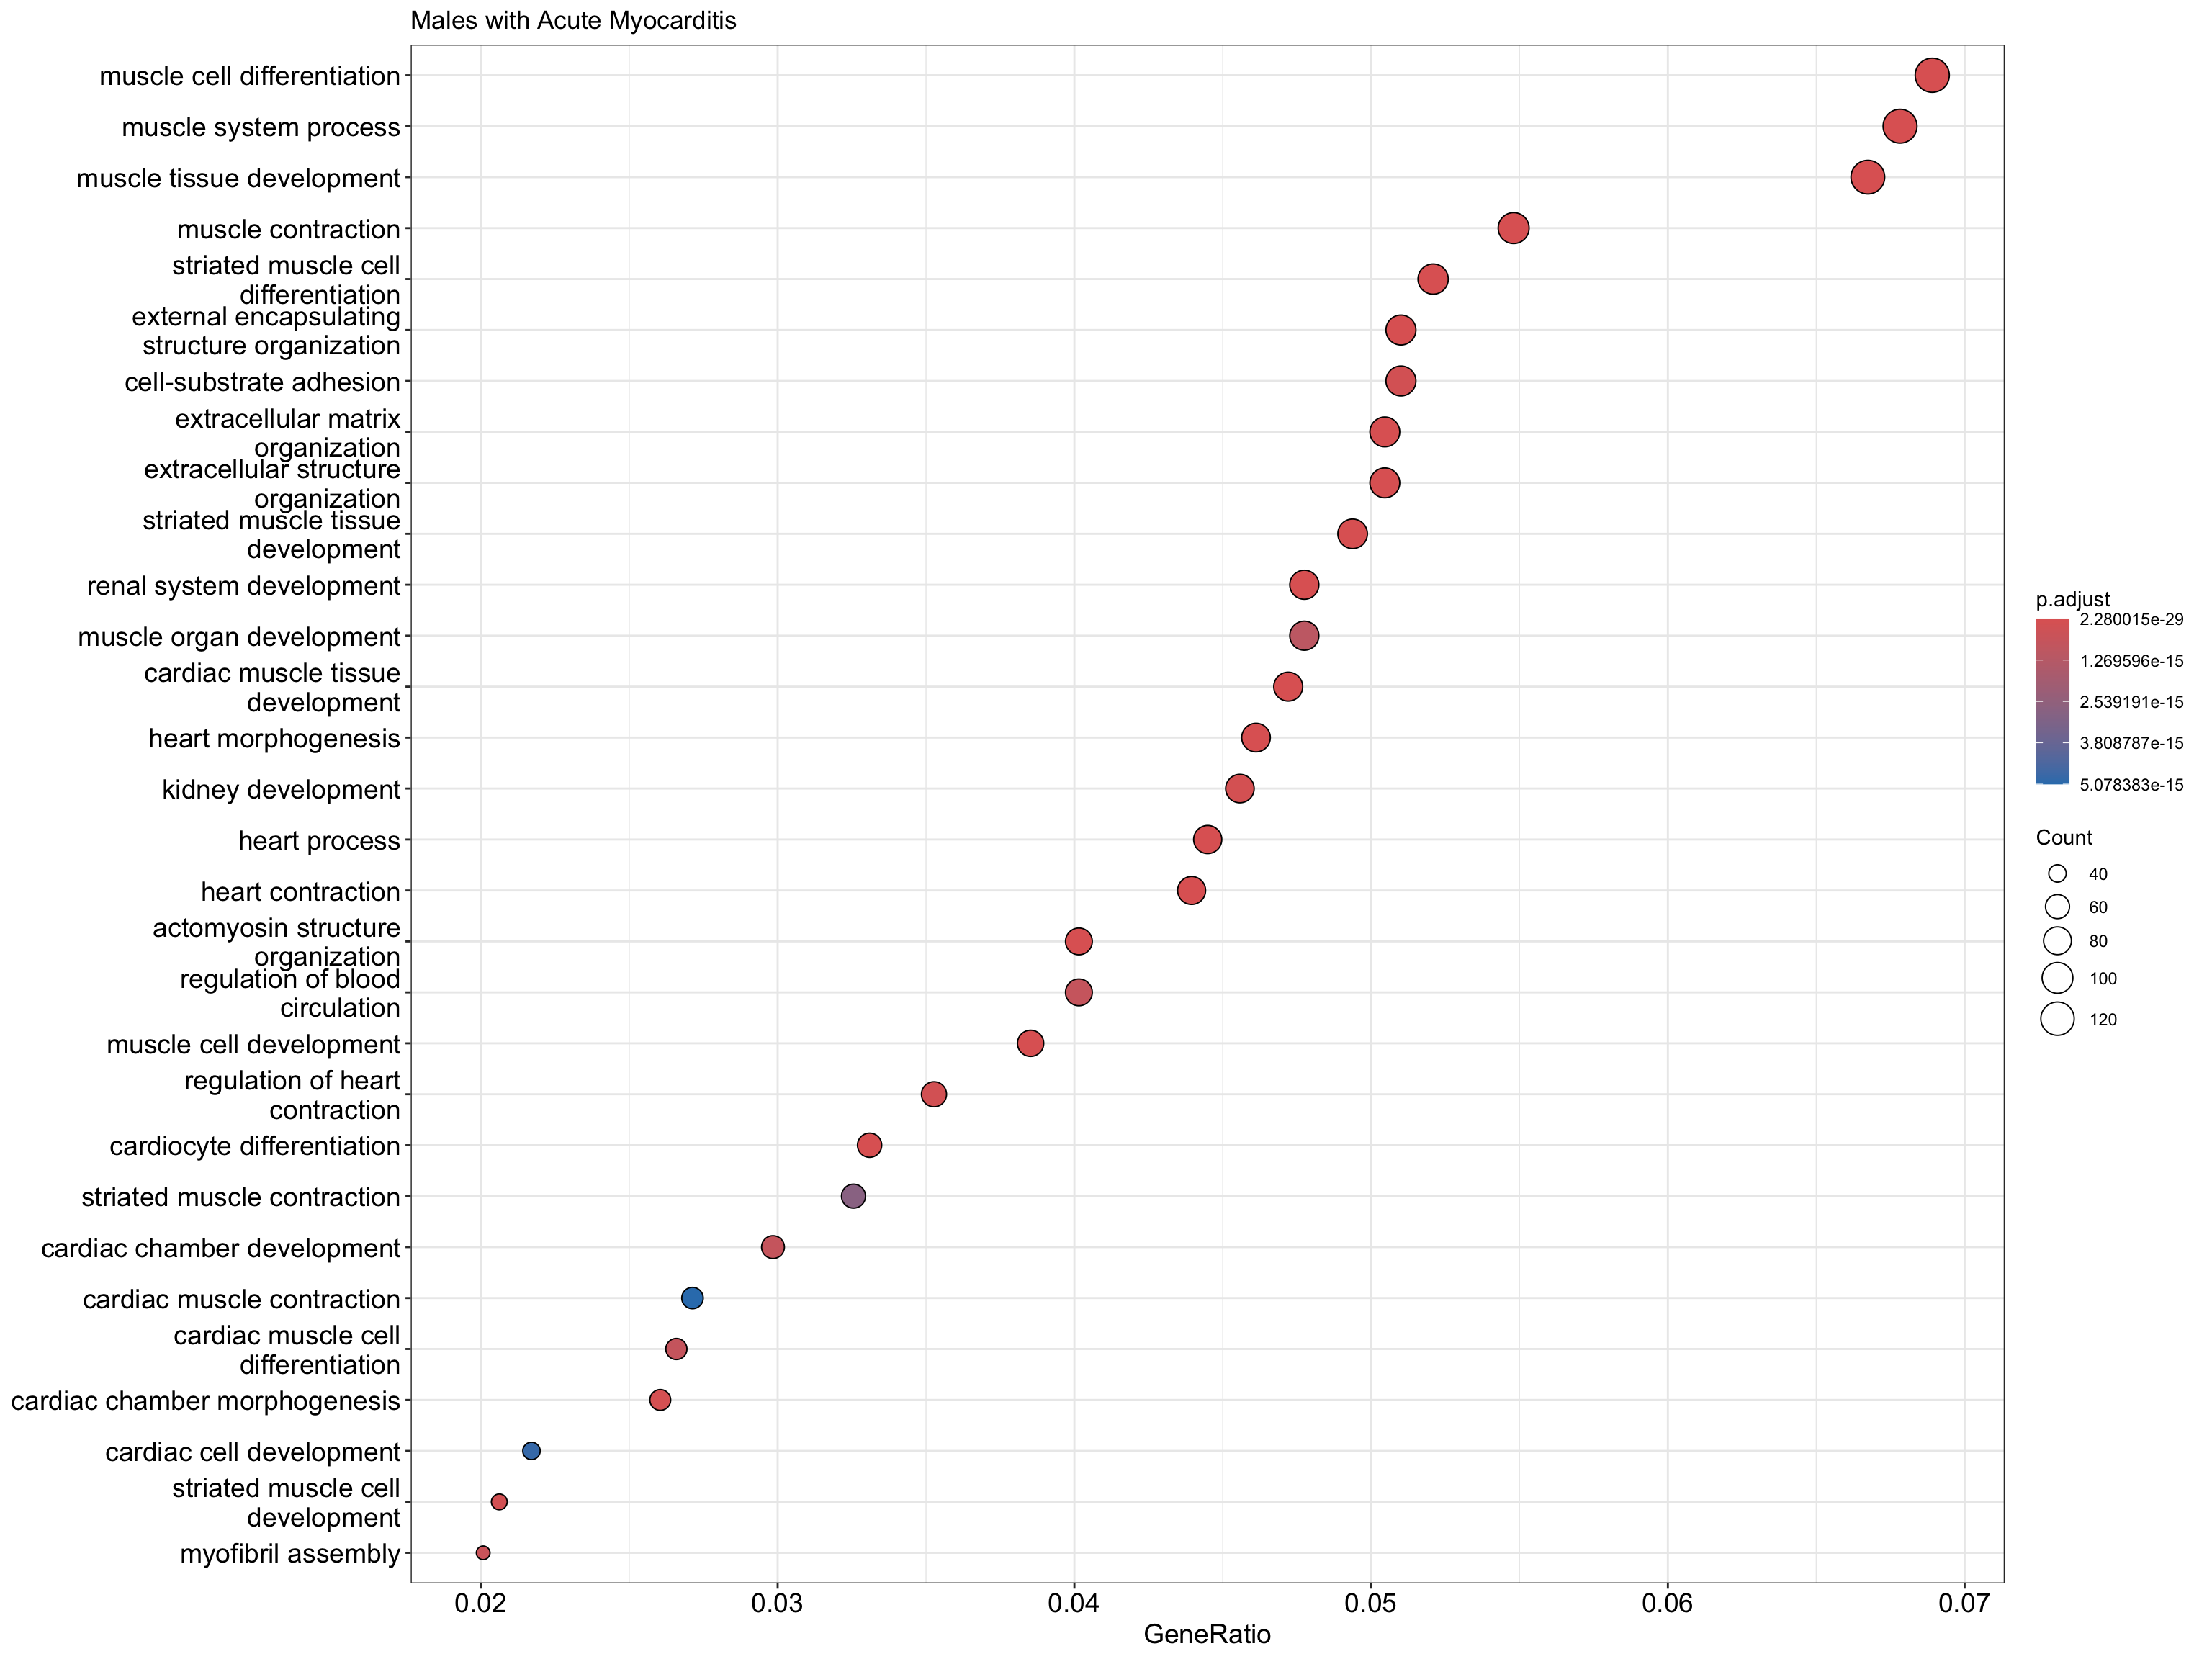 Males with Acute Myocarditis
muscle cell differentiation
muscle system process
muscle tissue development
muscle contraction
striated muscle cell
differentiation
external encapsulating
structure organization
cell-substrate adhesion
extracellular matrix
organization
extracellular structure
organization
striated muscle tissue
development
renal system development
muscle organ development
cardiac muscle tissue
development
heart morphogenesis
kidney development
heart process
heart contraction
actomyosin structure
organization
regulation of blood
circulation
muscle cell development
regulation of heart
contraction
cardiocyte differentiation
striated muscle contraction
cardiac chamber development
cardiac muscle contraction
cardiac muscle cell
differentiation
cardiac chamber morphogenesis
cardiac cell development
striated muscle cell
development
myofibril assembly
0.02 0.03 0.04 0.05 0.06 0.07
GeneRatio
p.adjust
2.280015e-29
1.269596e-15
2.539191e-15
3.808787e-15
5.078383e-15
Count
40
60
80
100
120